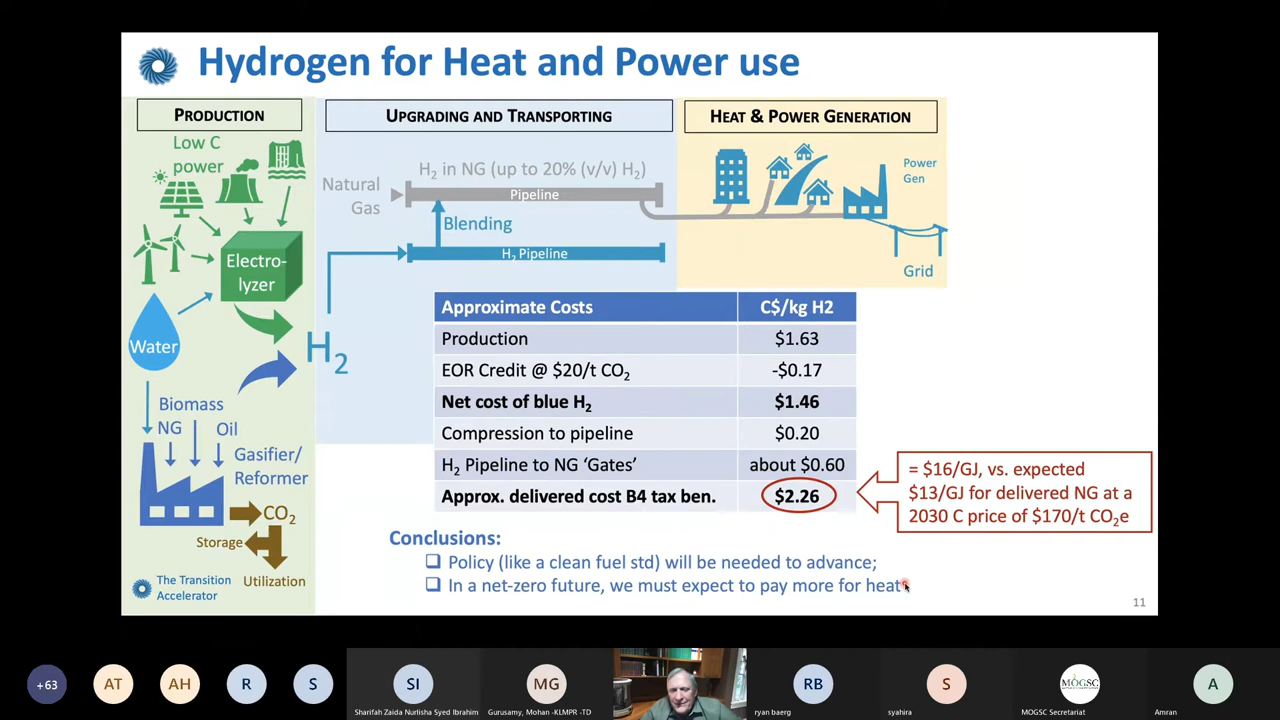 Hydrogen for Heat and Power use
PRODUCTION
UPGRADING AND TRANSPORTING
HEAT & POWER GENERATION
Low C
power
Electro-
lyzer
Water
H2
Biomass
NG
Oil
Gasifier/
Reformer
CO2
Storage
Utilization
The Transition
Accelerator
H2 in NG (up to 20% (v/v) H2)
Natural
Gas
Pipeline
Blending
H2 Pipeline
Power
Gen
Grid
Approximate Costs C$/kg H2
Production $1.63
EOR Credit @ $20/t CO2 -$0.17
Net cost of blue H2 $1.46
Compression to pipeline $0.20
H2 Pipeline to NG ‘Gates’ about $0.60
Approx. delivered cost B4 tax ben. $2.26
= $16/GJ, vs. expected
$13/GJ for delivered NG at a
2030 C price of $170/t CO2e
Conclusions:
Policy (like a clean fuel std) will be needed to advance;
In a net-zero future, we must expect to pay more for heat
11
+63
AT
AH
R
S
SI
Sharifah Zaida Nurlisha Syed Ibrahim
MG
Gurusamy, Mohan -KLMPR -TD
RB
ryan baerg
S
syahira
MOGSC
MOGSC Secretariat
A
Amran